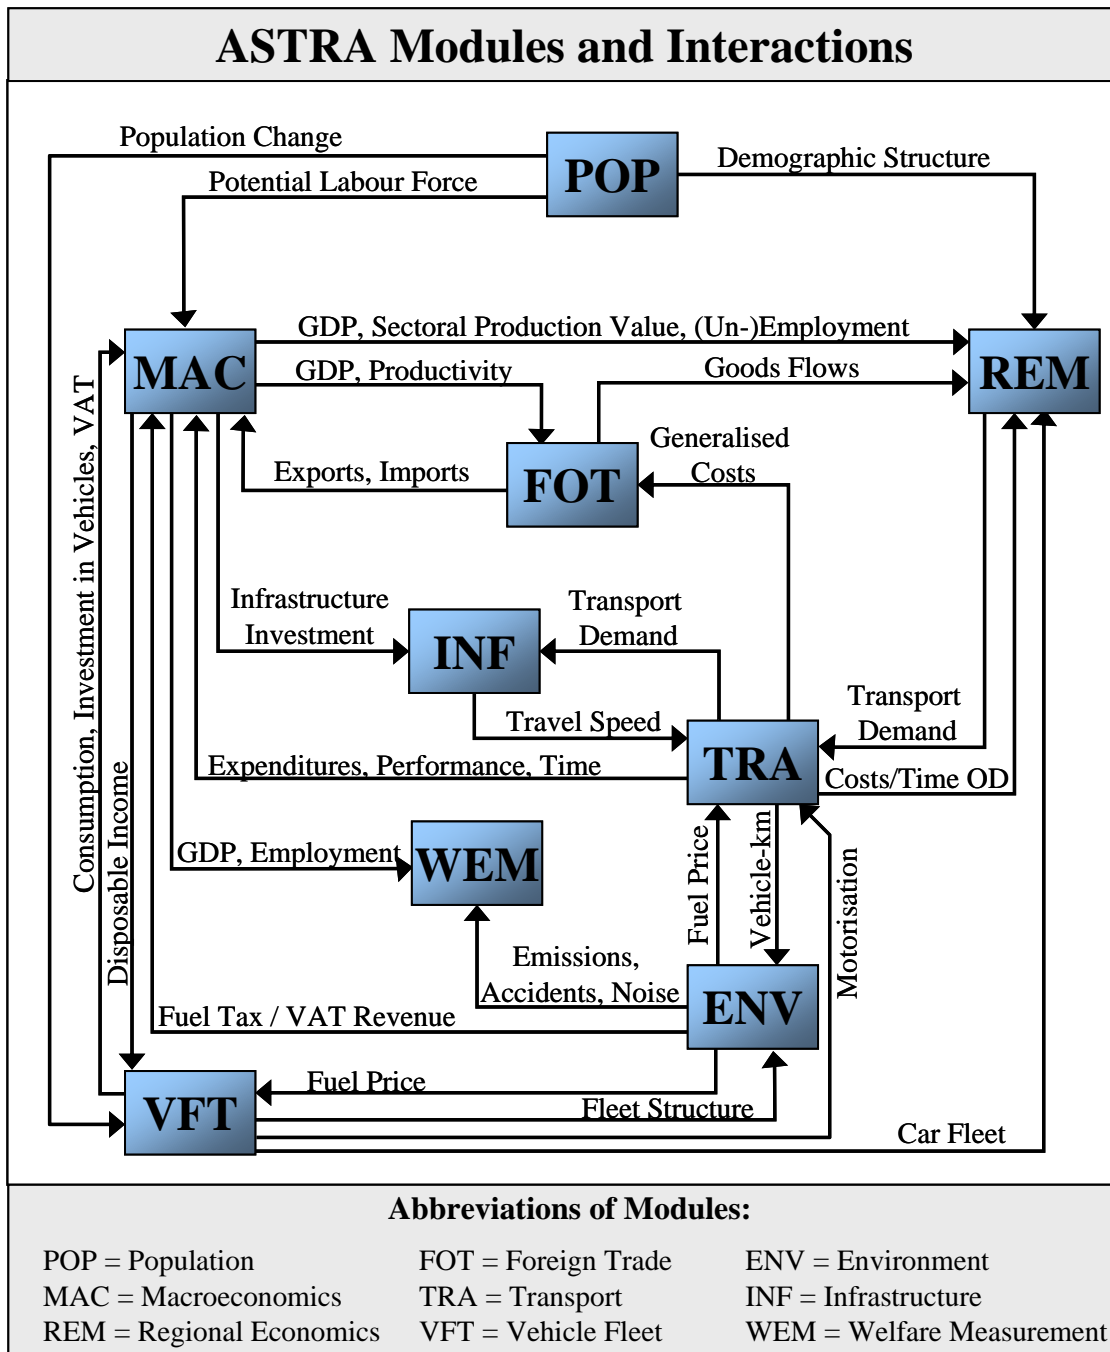 ASTRA Modules and Interactions
Population Change
POP
Demographic Structure
Potential Labour Force
GDP, Sectoral Production Value, (Un-)Employment
MAC
REM
GDP, Productivity
Goods Flows
Generalised
Costs
FOT
Exports, Imports
Consumption, Investment in Vehicles, VAT
Disposable Income
Infrastructure
Investment
INF
Transport
Demand
Travel Speed
Transport
Demand
TRA
Expenditures, Performance, Time
Costs/Time OD
GDP, Employment
WEM
Fuel Price
Vehicle-km
Motorisation
Emissions,
Accidents, Noise
ENV
Fuel Tax / VAT Revenue
Fuel Price
VFT
Fleet Structure
Car Fleet
Abbreviations of Modules:
POP = Population
FOT = Foreign Trade
ENV = Environment
MAC = Macroeconomics
TRA = Transport
INF = Infrastructure
REM = Regional Economics
VFT = Vehicle Fleet
WEM = Welfare Measurement